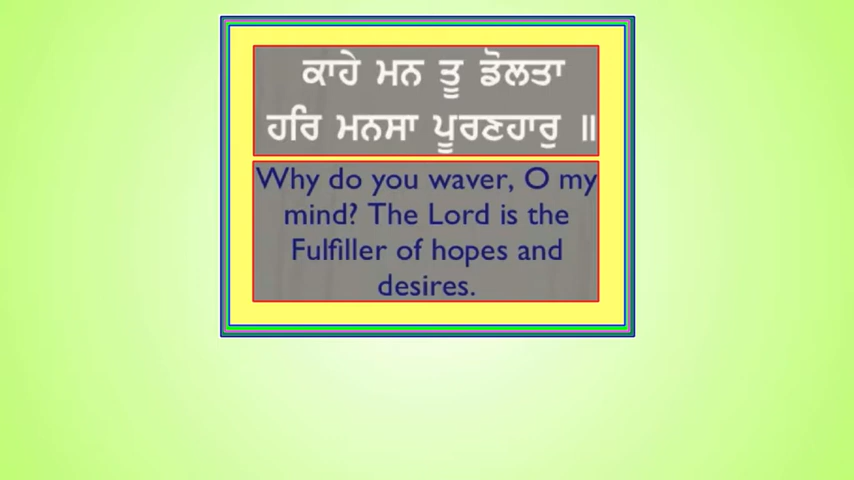 ਕਾਹੇ ਮਨ ਤੂ ਡੋਲਤਾ
ਹਰਿ ਮਨਸਾ ਪੂਰਣਹਾਰੁ ॥
Why do you waver, O my
mind? The Lord is the
Fulfiller of hopes and
desires.